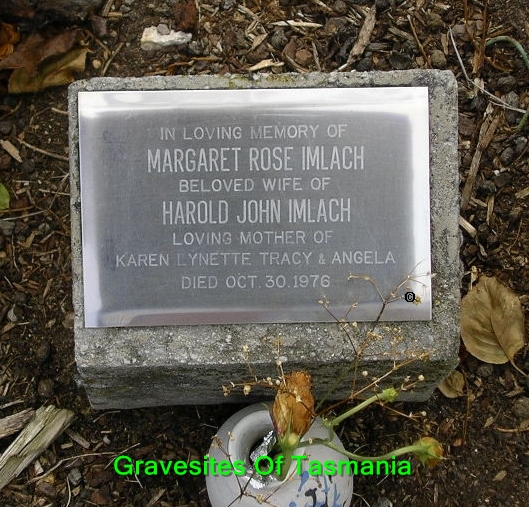 IN LOVING MEMORY OF
MARGARET ROSE IMLACH
BELOVED WIFE OF
HAROLD JOHN IMLACH
LOVING MOTHER OF
KAREN LYNETTE TRACY & ANGELA
DIED OCT. 30. 1976
©
Gravesites Of Tasmania